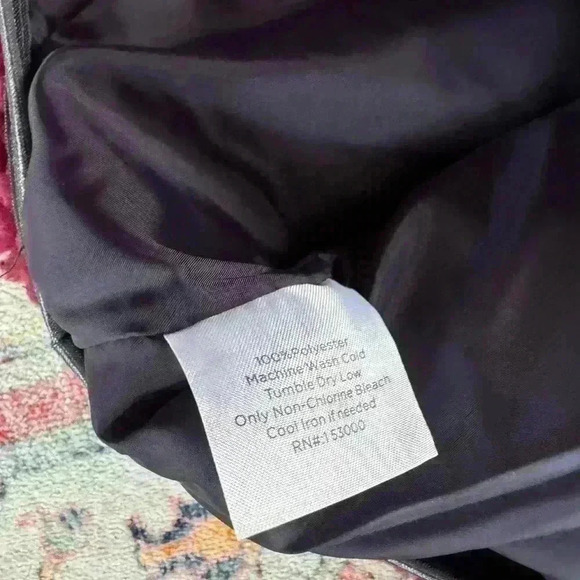 100%Polyester
Machine Wash Cold
Tumble Dry Low
Only Non-Chlorine Bleach
Cool Iron if needed
RN#:153000